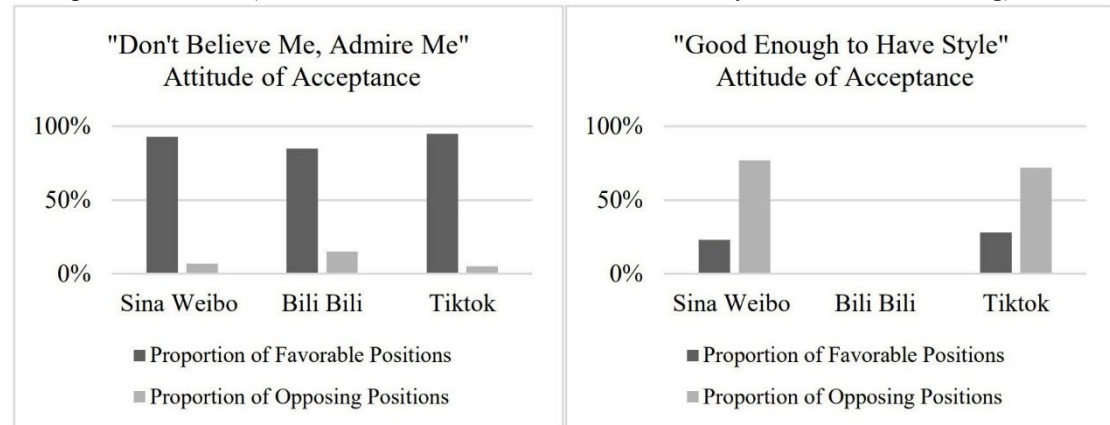 "Don't Believe Me, Admire Me"
Attitude of Acceptance
100%
50%
0%
Sina Weibo Bili Bili Tiktok
Proportion of Favorable Positions
Proportion of Opposing Positions
"Good Enough to Have Style"
Attitude of Acceptance
100%
50%
0%
Sina Weibo Bili Bili Tiktok
Proportion of Favorable Positions
Proportion of Opposing Positions